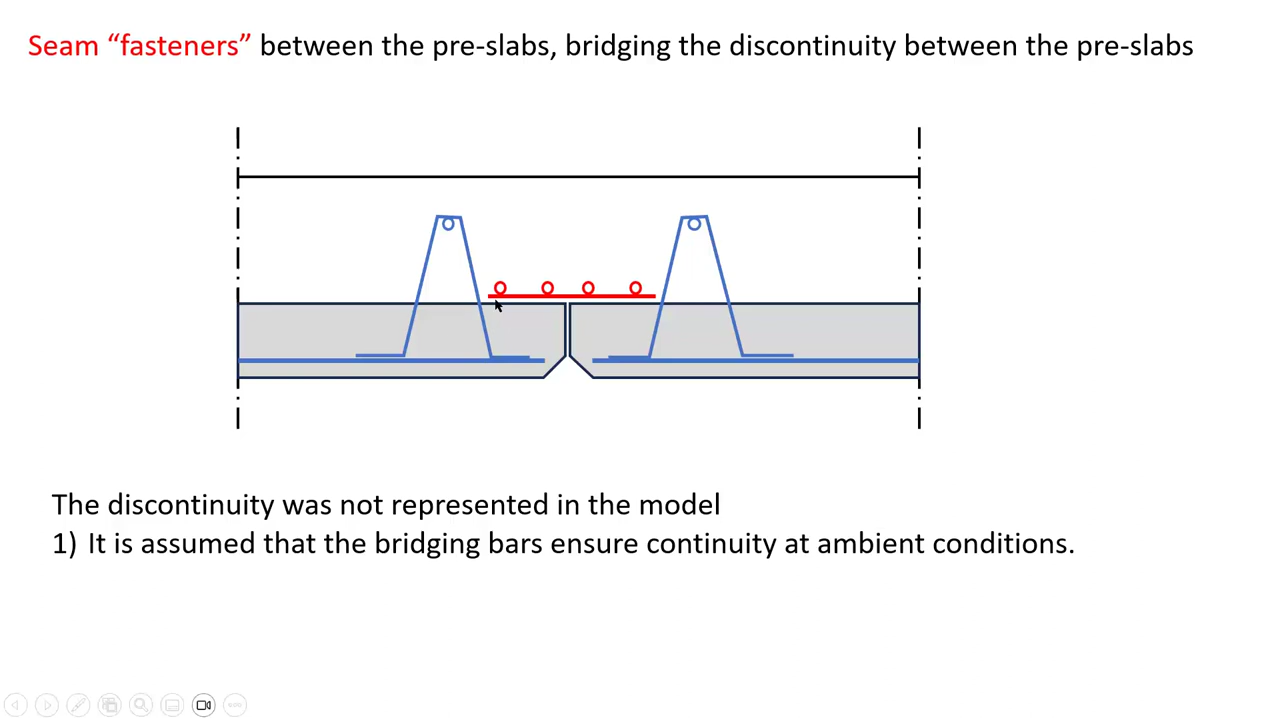 Seam “fasteners” between the pre-slabs, bridging the discontinuity between the pre-slabs
The discontinuity was not represented in the model
1) It is assumed that the bridging bars ensure continuity at ambient conditions.